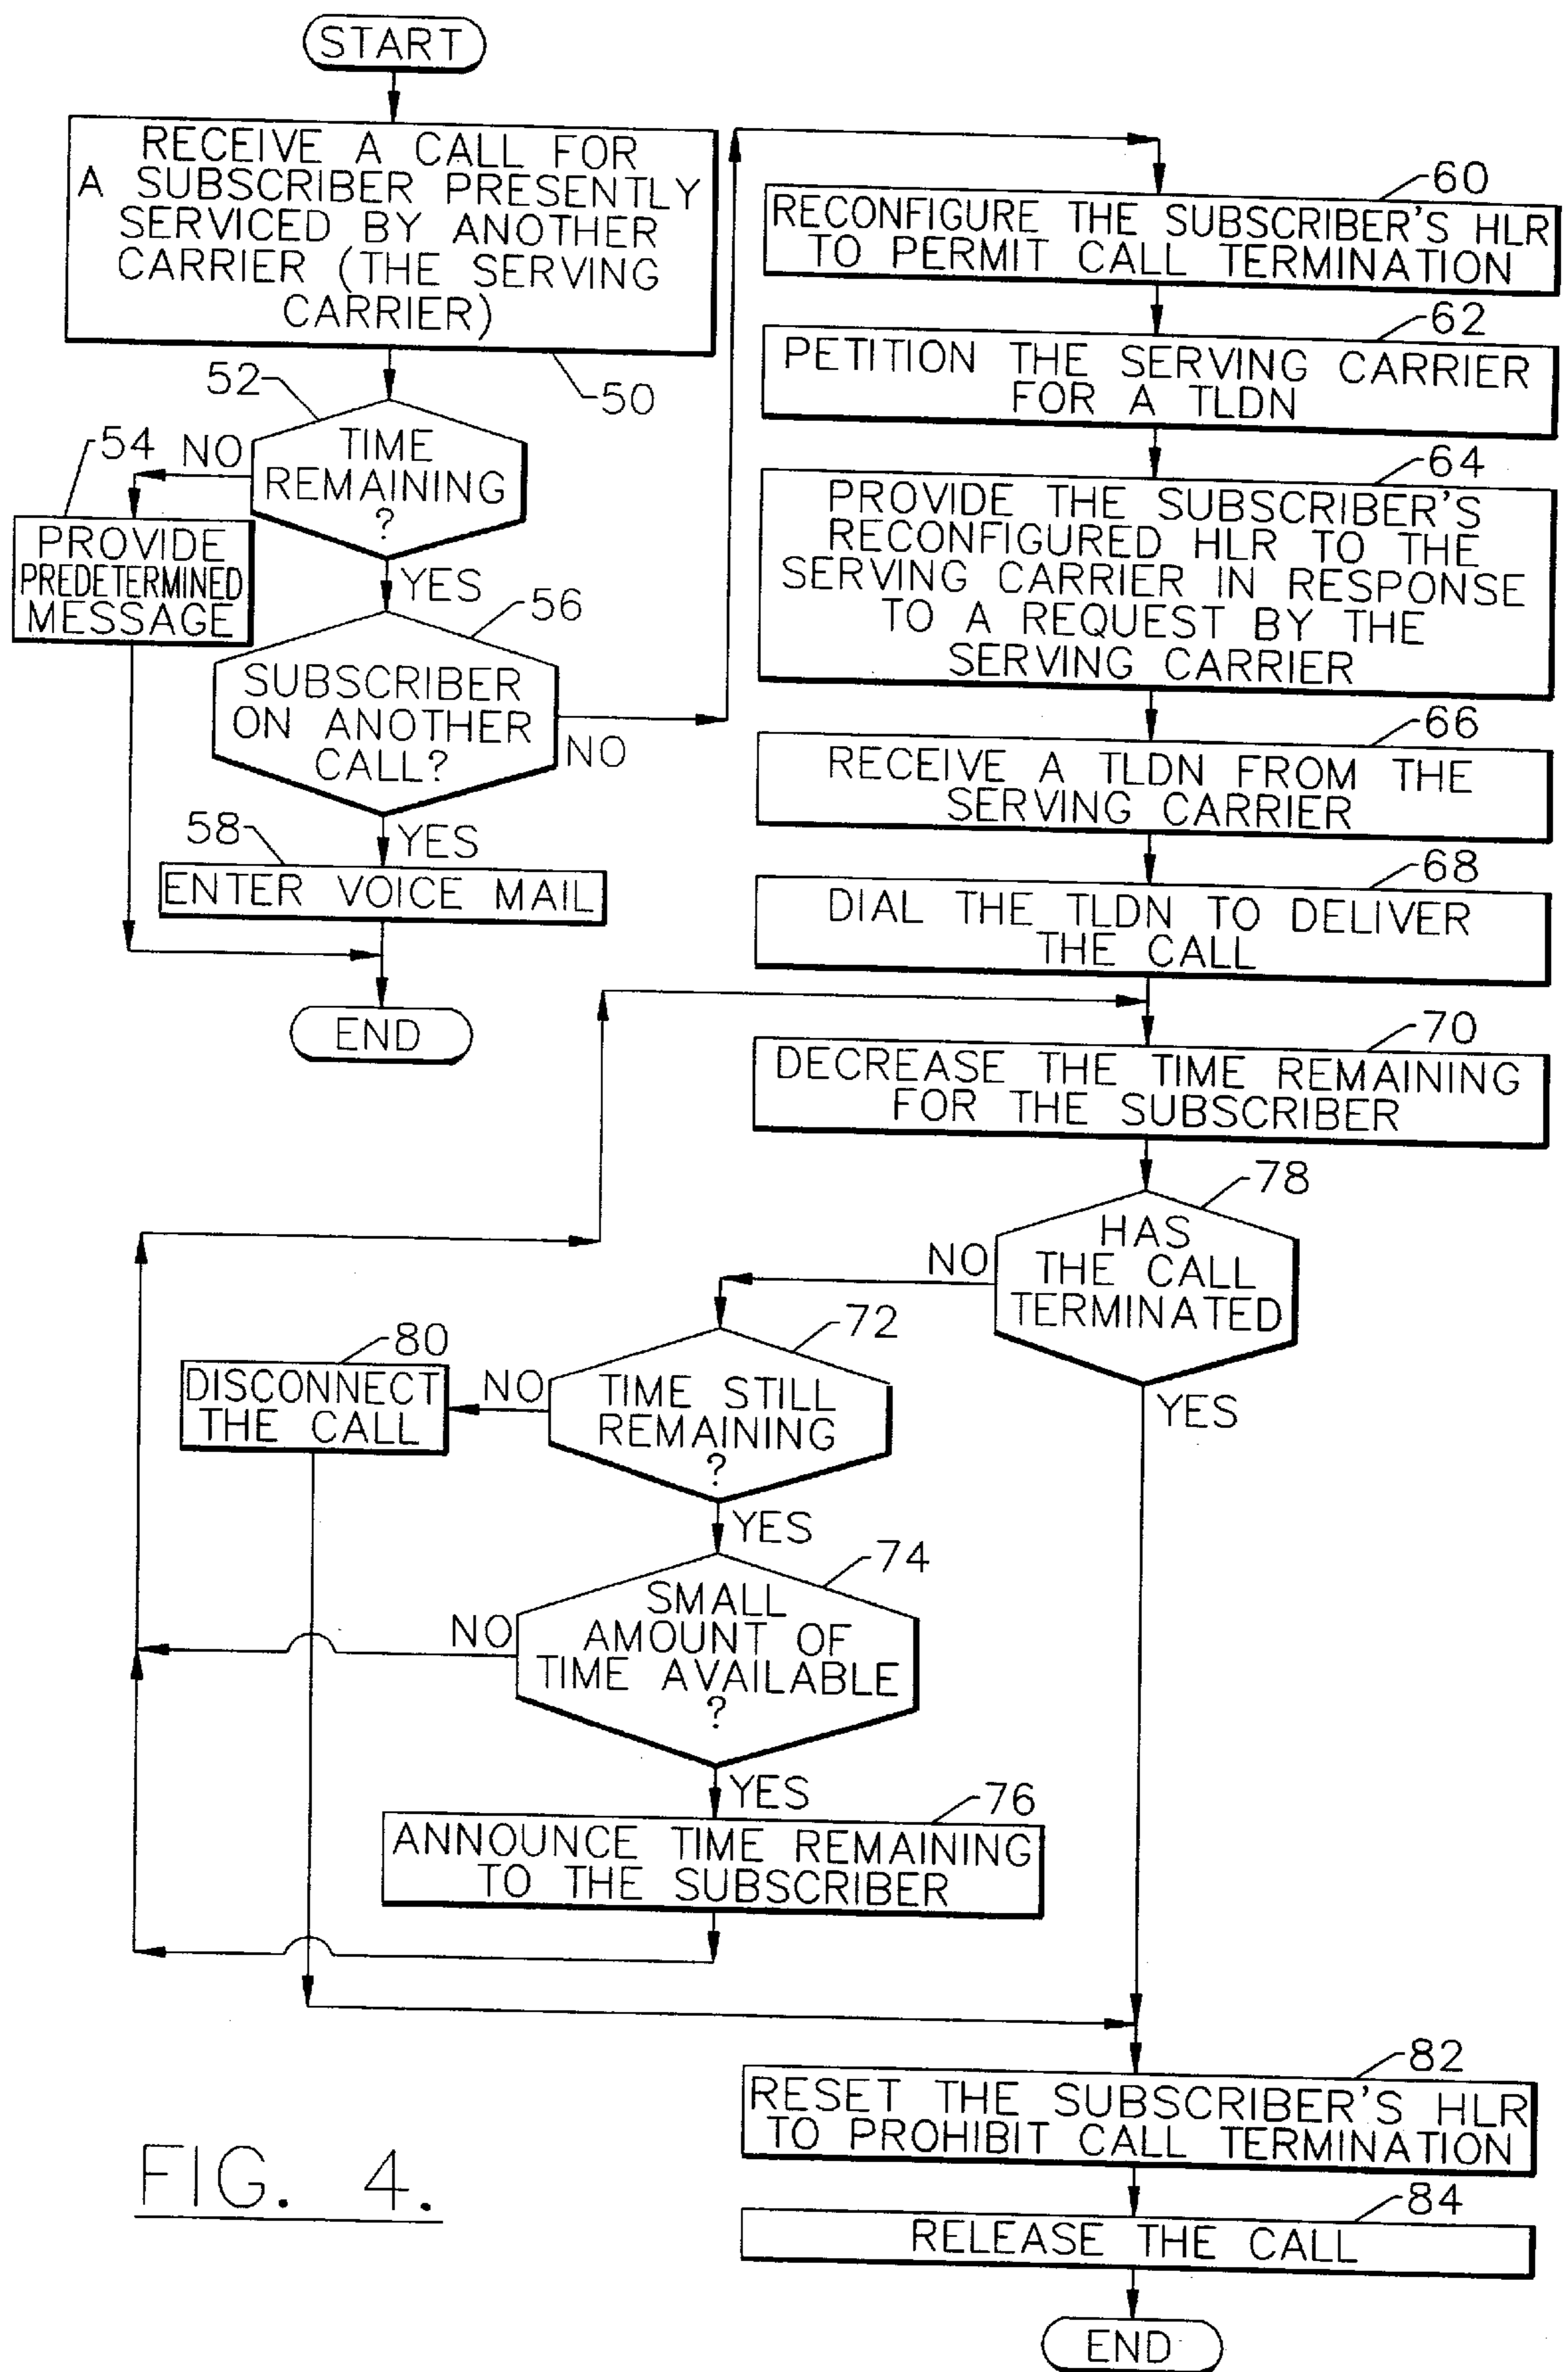 START
RECEIVE A CALL FOR
A SUBSCRIBER PRESENTLY
SERVICED BY ANOTHER
CARRIER (THE SERVING
CARRIER)
50
52
TIME
REMAINING
?
NO
YES
54
PROVIDE
PREDETERMINED
MESSAGE
56
SUBSCRIBER
ON ANOTHER
CALL?
NO
YES
58
ENTER VOICE MAIL
END
60
RECONFIGURE THE SUBSCRIBER'S HLR
TO PERMIT CALL TERMINATION
62
PETITION THE SERVING CARRIER
FOR A TLDN
64
PROVIDE THE SUBSCRIBER'S
RECONFIGURED HLR TO THE
SERVING CARRIER IN RESPONSE
TO A REQUEST BY THE
SERVING CARRIER
66
RECEIVE A TLDN FROM THE
SERVING CARRIER
68
DIAL THE TLDN TO DELIVER
THE CALL
70
DECREASE THE TIME REMAINING
FOR THE SUBSCRIBER
78
HAS
THE CALL
TERMINATED
NO
YES
72
TIME STILL
REMAINING
?
NO
YES
80
DISCONNECT
THE CALL
74
SMALL
AMOUNT OF
TIME AVAILABLE
?
NO
YES
76
ANNOUNCE TIME REMAINING
TO THE SUBSCRIBER
82
RESET THE SUBSCRIBER'S HLR
TO PROHIBIT CALL TERMINATION
84
RELEASE THE CALL
END
FIG. 4.